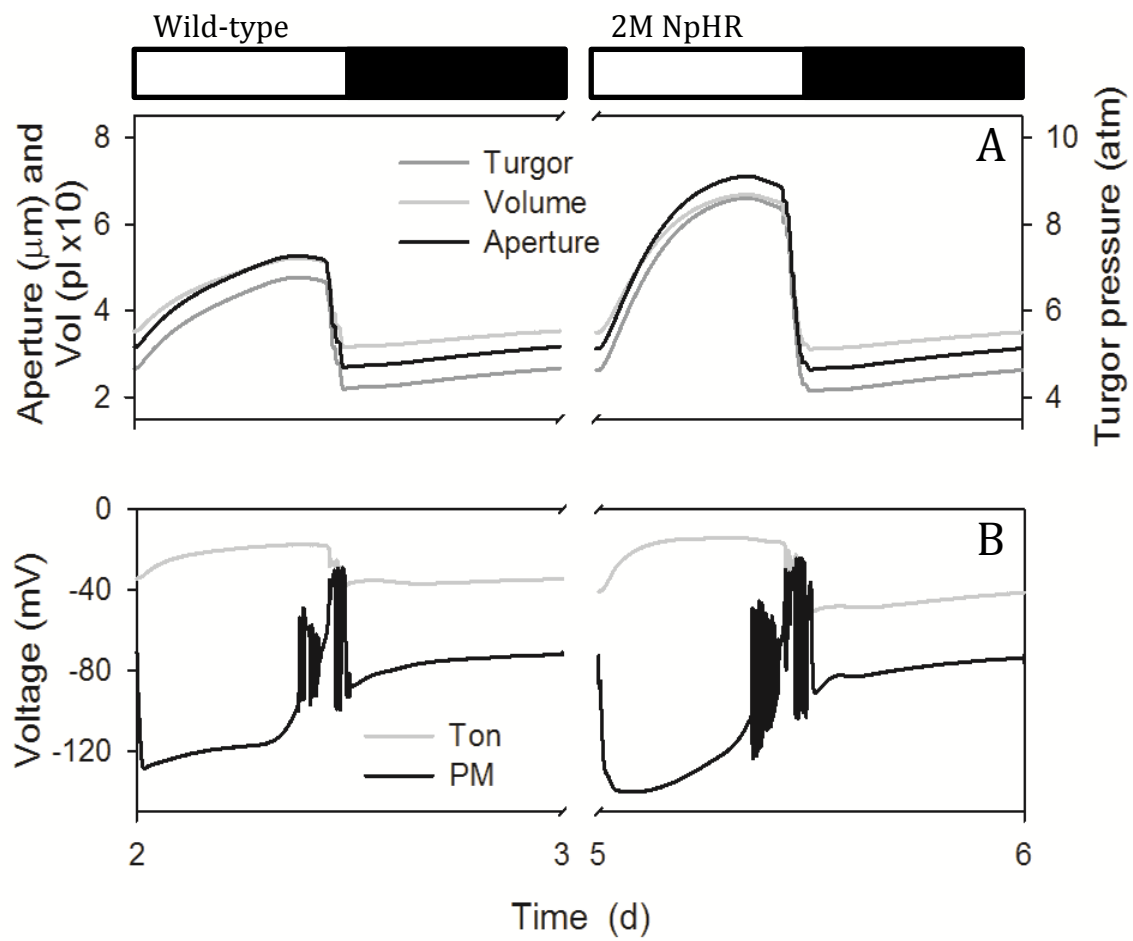 Wild-type
2M NpHR
A
Turgor
Volume
Aperture
Aperture (μm) and
Vol (pl x10)
8
6
4
2
10
8
6
4
Turgor pressure (atm)
B
Voltage (mV)
0
-40
-80
-120
Ton
PM
2
3
5
6
Time (d)